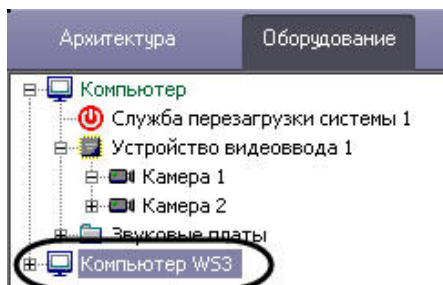 Архитектура Оборудование
Компьютер
Служба перезагрузки системы 1
Устройство видеоввода 1
Камера 1
Камера 2
Звуковые платы
Компьютер WS3